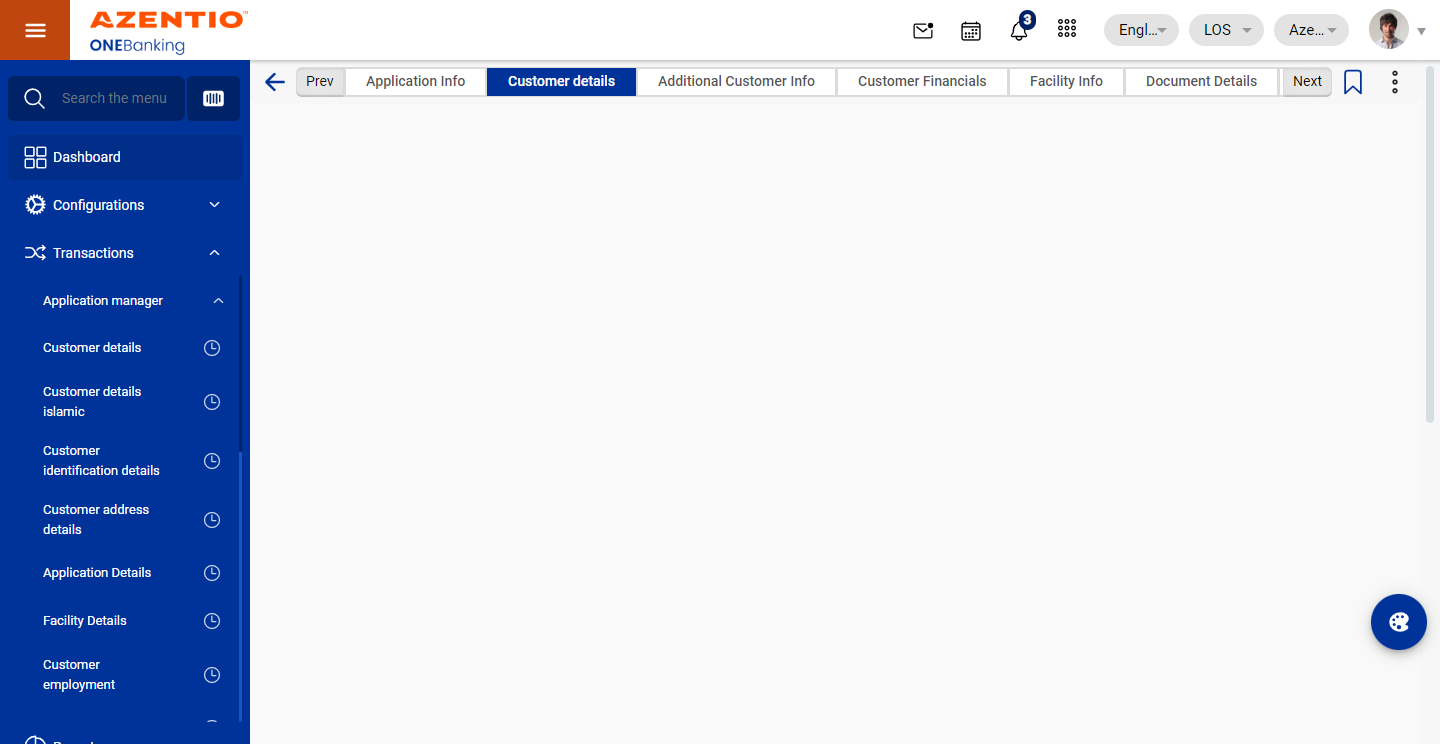 AZENTIO™
ONEBanking
3
Engl...
LOS
Aze...
Search the menu
Prev
Application Info
Customer details
Additional Customer Info
Customer Financials
Facility Info
Document Details
Next
Dashboard
Configurations
Transactions
Application manager
Customer details
Customer details
islamic
Customer
identification details
Customer address
details
Application Details
Facility Details
Customer
employment